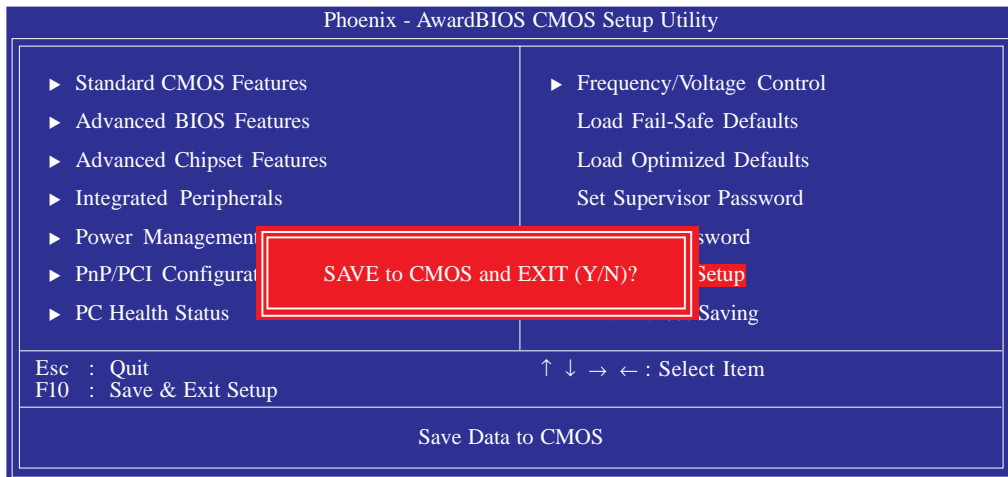 Phoenix - AwardBIOS CMOS Setup Utility
► Standard CMOS Features
► Advanced BIOS Features
► Advanced Chipset Features
► Integrated Peripherals
► Power Management
► PnP/PCI Configurat
► PC Health Status
► Frequency/Voltage Control
Load Fail-Safe Defaults
Load Optimized Defaults
Set Supervisor Password
sword
Setup
Saving
SAVE to CMOS and EXIT (Y/N)?
Esc : Quit
F10 : Save & Exit Setup
↑ ↓ → ← : Select Item
Save Data to CMOS